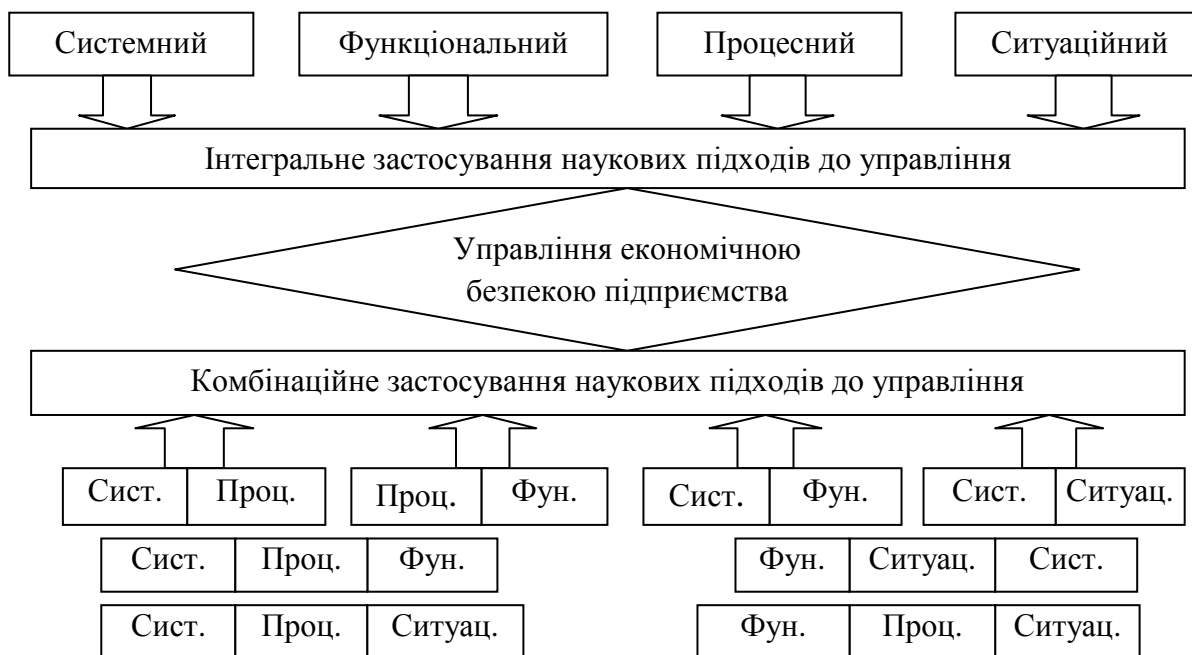 Системний Функціональний Процесний Ситуаційний
Інтегральне застосування наукових підходів до управління
Управління економічною
безпекою підприємства
Комбінаційне застосування наукових підходів до управління
Сист. Проц. Проц. Фун. Сист. Фун. Сист. Ситуац.
Сист. Проц. Фун. Фун. Ситуац. Сист.
Сист. Проц. Ситуац. Фун. Проц. Ситуац.